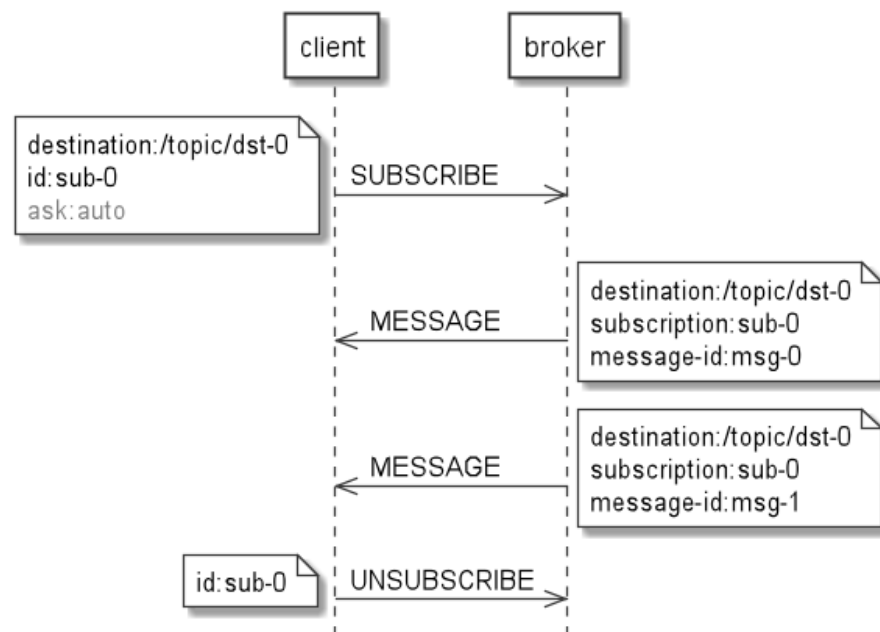 client
broker
destination:/topic/dst-0
id:sub-0
ask:auto
SUBSCRIBE
MESSAGE
destination:/topic/dst-0
subscription:sub-0
message-id:msg-0
MESSAGE
destination:/topic/dst-0
subscription:sub-0
message-id:msg-1
id:sub-0
UNSUBSCRIBE